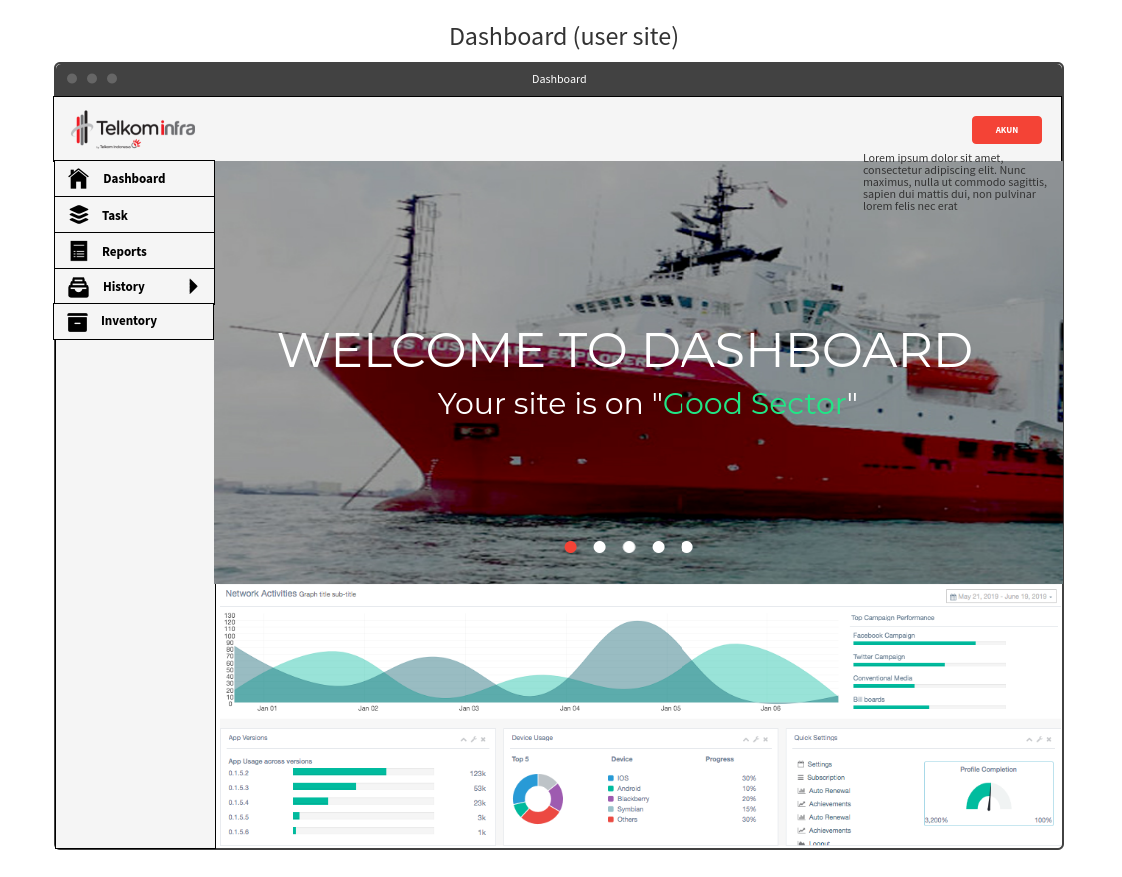 Dashboard (user site)
Dashboard
Telkominfra
by Telkom Indonesia
AKUN
Lorem ipsum dolor sit amet,
consectetur adipiscing elit. Nunc
maximus, nulla ut commodo sagittis,
sapien dui mattis dui, non pulvinar
lorem felis nec erat
Dashboard
Task
Reports
History
Inventory
EXPLORER
WELCOME TO DASHBOARD
Your site is on "Good Sector"
Network Activities Graph title sub-title
May 21, 2019 - June 19, 2019
130
120
110
100
90
80
70
60
50
40
30
20
10
0
Jan 01 Jan 02 Jan 03 Jan 04 Jan 05 Jan 06
Top Campaign Performance
Facebook Campaign
Twitter Campaign
Conventional Media
Bill boards
App Versions
App Usage across versions
0.1.5.2 123k
0.1.5.3 53k
0.1.5.4 23k
0.1.5.5 3k
0.1.5.6 1k
Device Usage
Top 5 Device Progress
IOS 30%
Android 10%
Blackberry 20%
Symbian 15%
Others 30%
Quick Settings
Settings
Subscription
Auto Renewal
Achievements
Auto Renewal
Achievements
Logout
Profile Completion
3,200% 100%